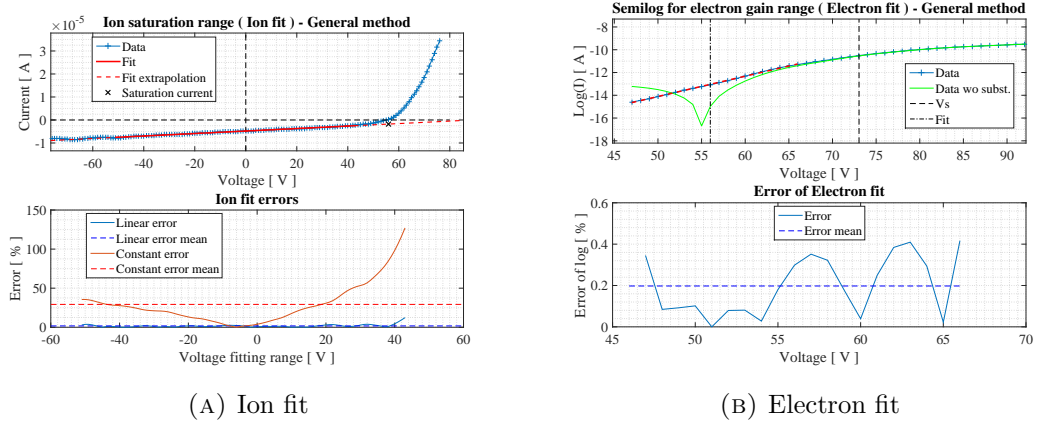 Ion saturation range ( Ion fit ) - General method
×10⁻⁵
3
2
1
0
-1
Current [ A ]
Data
Fit
Fit extrapolation
Saturation current
-60 -40 -20 0 20 40 60 80
Voltage [ V ]
Ion fit errors
150
100
50
0
Error [ % ]
Linear error
Linear error mean
Constant error
Constant error mean
-60 -40 -20 0 20 40 60
Voltage fitting range [ V ]
(A) Ion fit
Semilog for electron gain range ( Electron fit ) - General method
-8
-10
-12
-14
-16
-18
Log(I) [ A ]
Data
Data wo subst.
Vs
Fit
45 50 55 60 65 70 75 80 85 90
Voltage [ V ]
Error of Electron fit
0.6
0.4
0.2
0
Error of log [ % ]
Error
Error mean
45 50 55 60 65 70
Voltage [ V ]
(B) Electron fit